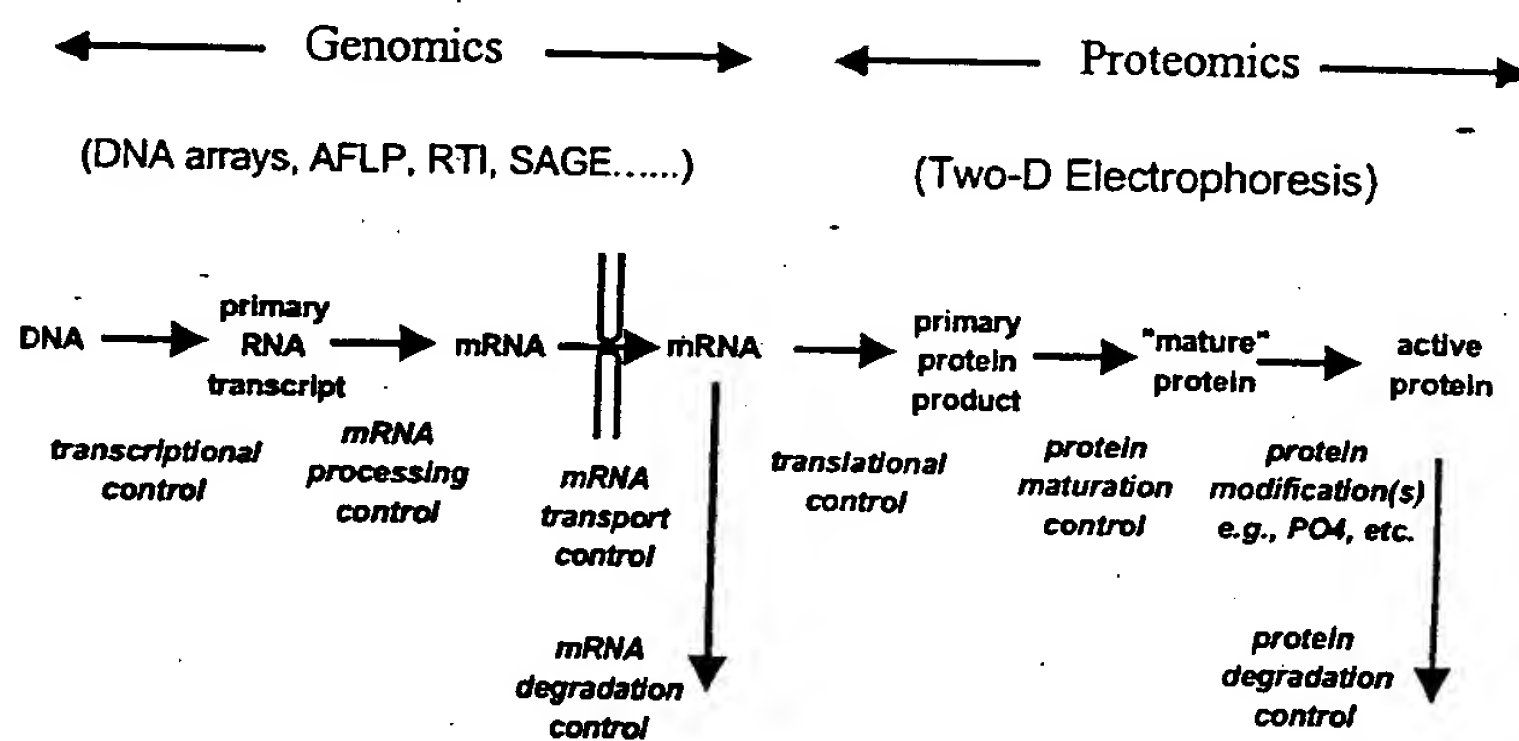 Genomics
Proteomics
(DNA arrays, AFLP, RTI, SAGE......)
(Two-D Electrophoresis)
DNA
primary
RNA
transcript
mRNA
mRNA
primary
protein
product
"mature"
protein
active
protein
transcriptional
control
mRNA
processing
control
mRNA
transport
control
translational
control
protein
maturation
control
protein
modification(s)
e.g., PO4, etc.
mRNA
degradation
control
protein
degradation
control